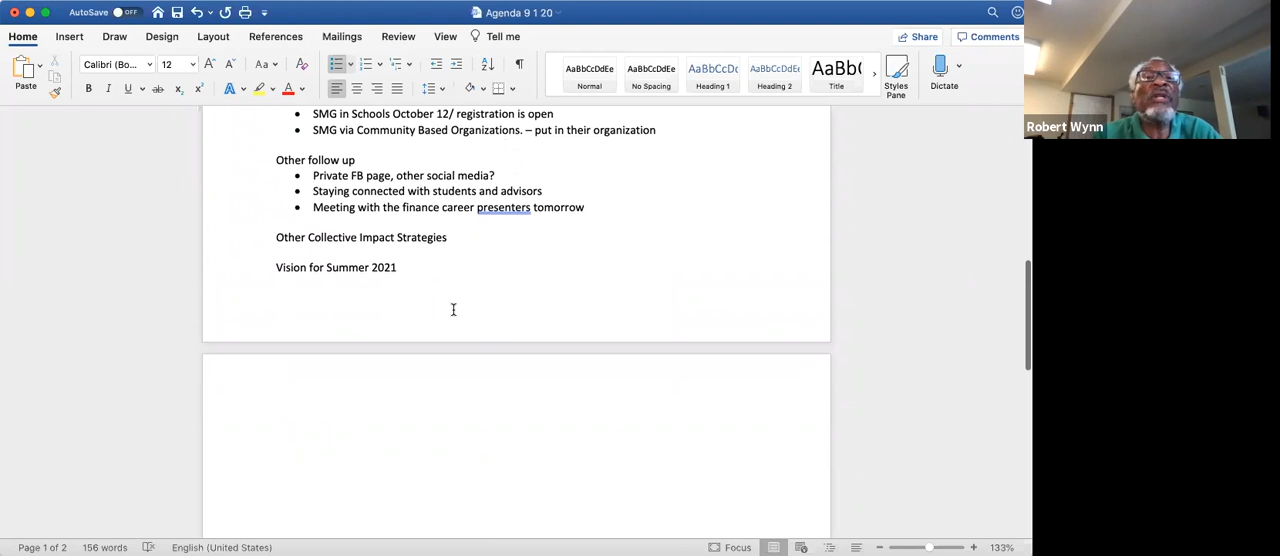 AutoSave OFF Agenda 9 1 20
Home Insert Draw Design Layout References Mailings Review View Tell me Share Comments
Paste Calibri (Bo... 12 A A Aa A AaBbCcDdEe AaBbCcDdEe AaBbCcDc AaBbCcDdEe AaBb( Styles Pane Dictate
B I U ab x₂ x² A A Normal No Spacing Heading 1 Heading 2 Title
• SMG in Schools October 12/ registration is open
• SMG via Community Based Organizations. – put in their organization
Other follow up
• Private FB page, other social media?
• Staying connected with students and advisors
• Meeting with the finance career presenters tomorrow
Other Collective Impact Strategies
Vision for Summer 2021
Page 1 of 2 156 words English (United States) Focus 133%
Robert Wynn